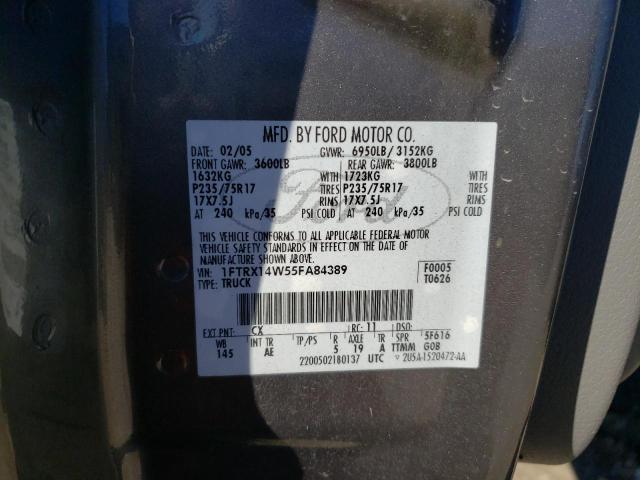 MFD. BY FORD MOTOR CO.
DATE: 02/05 GVWR: 6950LB/ 3152KG
FRONT GAWR: 3600LB REAR GAWR: 3800LB
1632KG WITH 1723KG WITH
P235/75R17 TIRES P235/75R17 TIRES
17X7.5J RIMS 17X7.5J RIMS
AT 240 kPa/35 PSI COLD AT 240 kPa/35 PSI COLD
Ford
THIS VEHICLE CONFORMS TO ALL APPLICABLE FEDERAL MOTOR
VEHICLE SAFETY STANDARDS IN EFFECT ON THE DATE OF
MANUFACTURE SHOWN ABOVE.
VIN: 1FTRX14W55FA84389 F0005
TYPE: TRUCK T0626
EXT PNT: CX RC: 11 DSO:
WB INT TR TP/PS R AXLE TR SPR 5F616
145 AE 5 19 A TTMM GOB
2200502180137 UTC 2U5A-1520472-AA